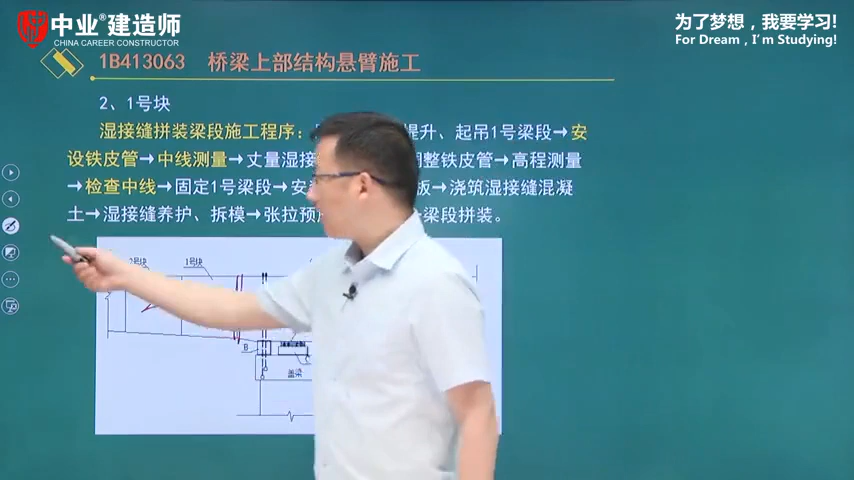 中业®建造师
CHINA CAREER CONSTRUCTOR
为了梦想，我要学习!
For Dream, I'm Studying!
1B413063 桥梁上部结构悬臂施工
2、1号块
湿接缝拼装梁段施工程序： 提升、起吊1号梁段→安
设铁皮管→中线测量→丈量湿接 调整铁皮管→高程测量
→检查中线→固定1号梁段→安 板→浇筑湿接缝混凝
土→湿接缝养护、拆模→张拉预 梁段拼装。
2号块 1号块
B
盖梁